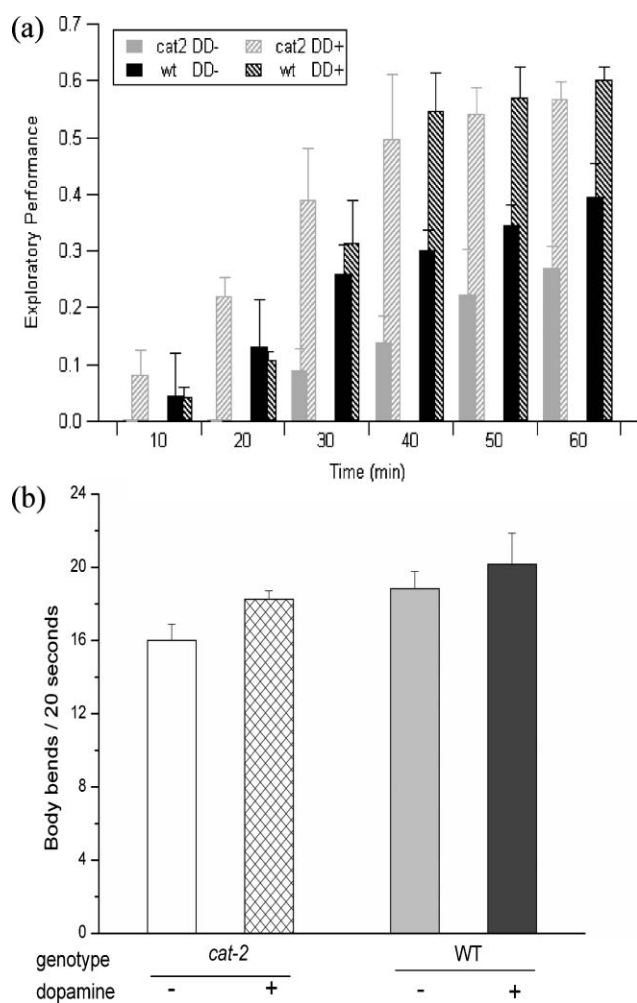 (a)
Exploratory Performance
0.7
0.6
0.5
0.4
0.3
0.2
0.1
0.0
cat2 DD- cat2 DD+
wt DD- wt DD+
10 20 30 40 50 60
Time (min)
(b)
Body bends / 20 seconds
24
20
16
12
8
4
0
genotype cat-2 WT
dopamine - + - +